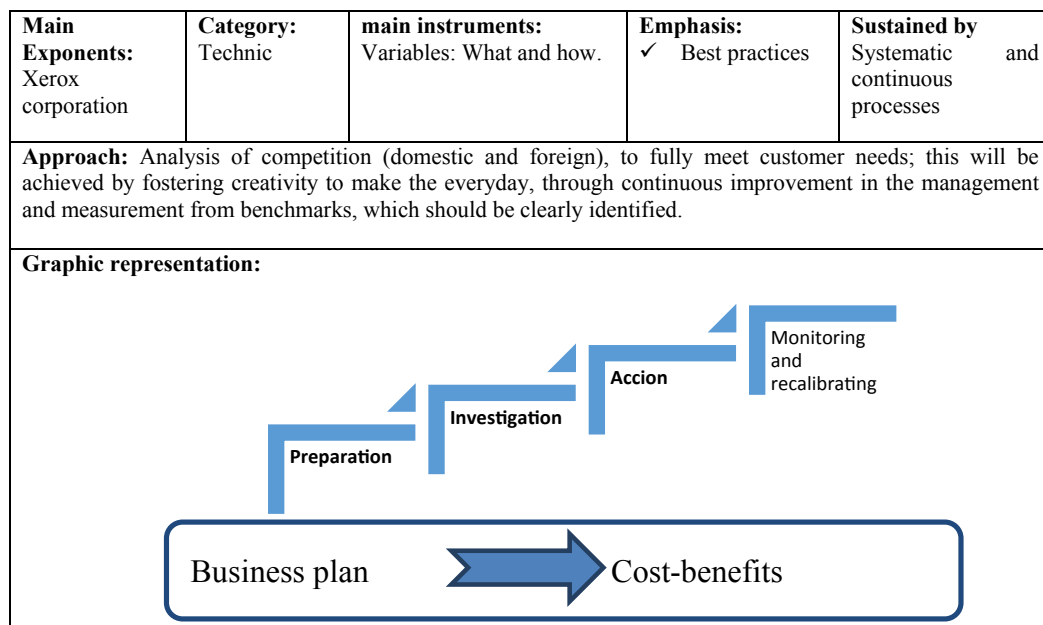 Main
Exponents:
Xerox
corporation
Category:
Technic
main instruments:
Variables: What and how.
Emphasis:
✓ Best practices
Sustained by
Systematic and
continuous
processes
Approach: Analysis of competition (domestic and foreign), to fully meet customer needs; this will be
achieved by fostering creativity to make the everyday, through continuous improvement in the management
and measurement from benchmarks, which should be clearly identified.
Graphic representation:
Preparation
Investigation
Accion
Monitoring
and
recalibrating
Business plan
Cost-benefits